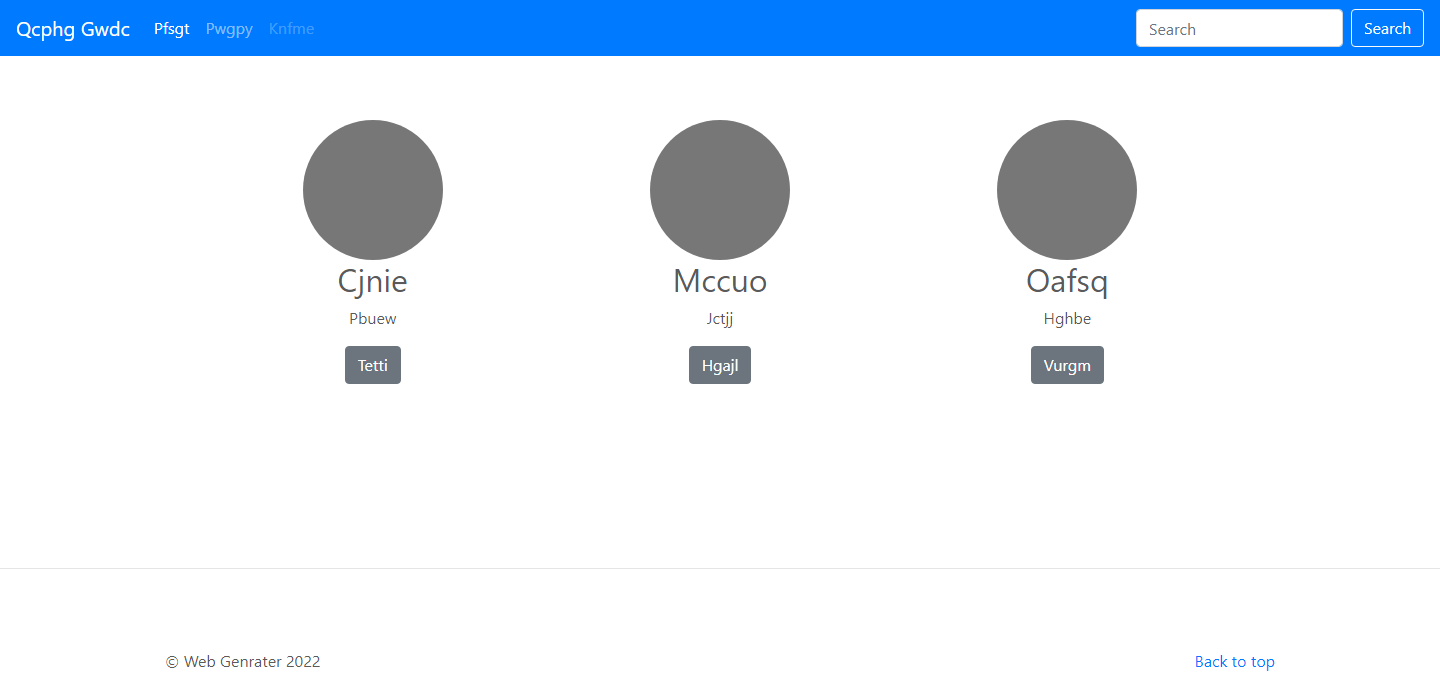 Qcphg Gwdc Pfsgt Pwgpy Knfme Search Search
Cjnie Mccuo Oafsq
Pbuew Jctjj Hghbe
Tetti Hgajl Vurgm
© Web Genrater 2022 Back to top